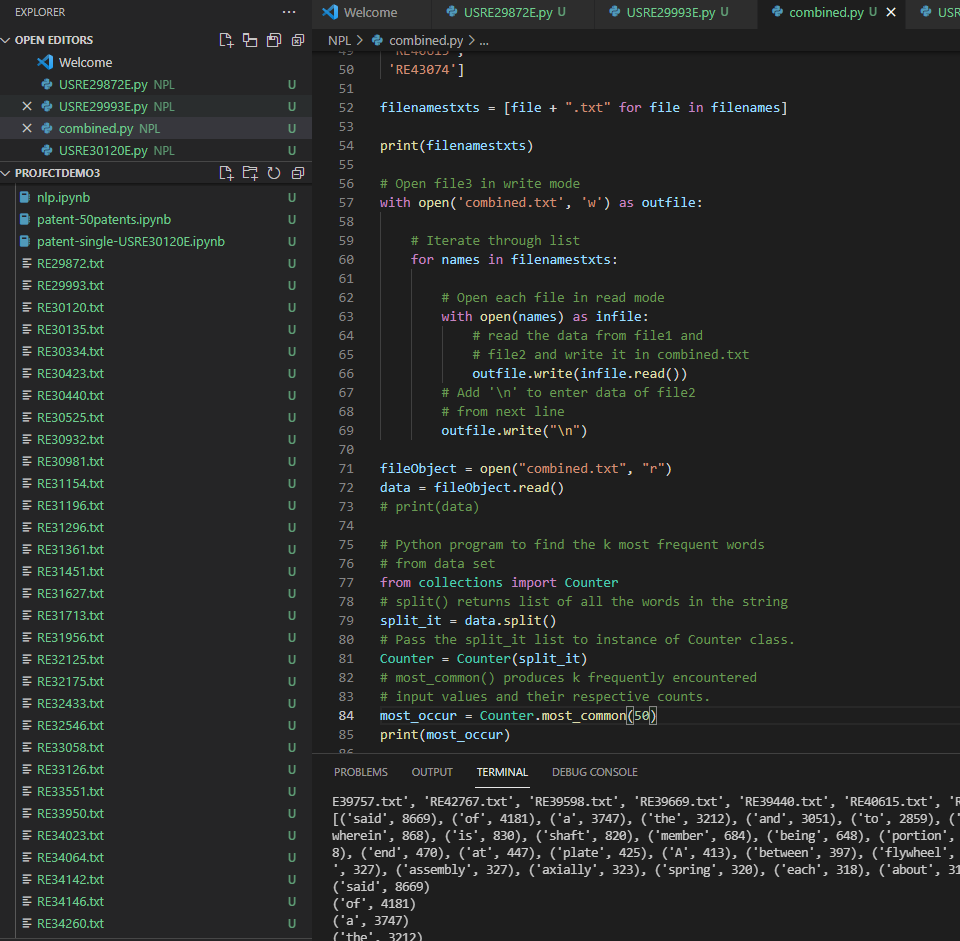 EXPLORER ...
OPEN EDITORS
Welcome
USRE29872E.py NPL U
USRE29993E.py NPL U
combined.py NPL U
USRE30120E.py NPL U
PROJECTDEMO3
nlp.ipynb U
patent-50patents.ipynb U
patent-single-USRE30120E.ipynb U
RE29872.txt U
RE29993.txt U
RE30120.txt U
RE30135.txt U
RE30334.txt U
RE30423.txt U
RE30440.txt U
RE30525.txt U
RE30932.txt U
RE30981.txt U
RE31154.txt U
RE31196.txt U
RE31296.txt U
RE31361.txt U
RE31451.txt U
RE31627.txt U
RE31713.txt U
RE31956.txt U
RE32125.txt U
RE32175.txt U
RE32433.txt U
RE32546.txt U
RE33058.txt U
RE33126.txt U
RE33551.txt U
RE33950.txt U
RE34023.txt U
RE34064.txt U
RE34142.txt U
RE34146.txt U
RE34260.txt U
Welcome USRE29872E.py U USRE29993E.py U combined.py U USR
NPL > combined.py > ...
49 'RE40615',
50 'RE43074']
51
52 filenamestxts = [file + ".txt" for file in filenames]
53
54 print(filenamestxts)
55
56 # Open file3 in write mode
57 with open('combined.txt', 'w') as outfile:
58
59 # Iterate through list
60 for names in filenamestxts:
61
62 # Open each file in read mode
63 with open(names) as infile:
64 # read the data from file1 and
65 # file2 and write it in combined.txt
66 outfile.write(infile.read())
67 # Add '\n' to enter data of file2
68 # from next line
69 outfile.write("\n")
70
71 fileObject = open("combined.txt", "r")
72 data = fileObject.read()
73 # print(data)
74
75 # Python program to find the k most frequent words
76 # from data set
77 from collections import Counter
78 # split() returns list of all the words in the string
79 split_it = data.split()
80 # Pass the split_it list to instance of Counter class.
81 Counter = Counter(split_it)
82 # most_common() produces k frequently encountered
83 # input values and their respective counts.
84 most_occur = Counter.most_common(50)
85 print(most_occur)
86
PROBLEMS OUTPUT TERMINAL DEBUG CONSOLE
E39757.txt', 'RE42767.txt', 'RE39598.txt', 'RE39669.txt', 'RE39440.txt', 'RE40615.txt', 'R
[('said', 8669), ('of', 4181), ('a', 3747), ('the', 3212), ('and', 3051), ('to', 2859), ('
wherein', 868), ('is', 830), ('shaft', 820), ('member', 684), ('being', 648), ('portion',
8), ('end', 470), ('at', 447), ('plate', 425), ('A', 413), ('between', 397), ('flywheel',
', 327), ('assembly', 327), ('axially', 323), ('spring', 320), ('each', 318), ('about', 31
('said', 8669)
('of', 4181)
('a', 3747)
('the', 3212)